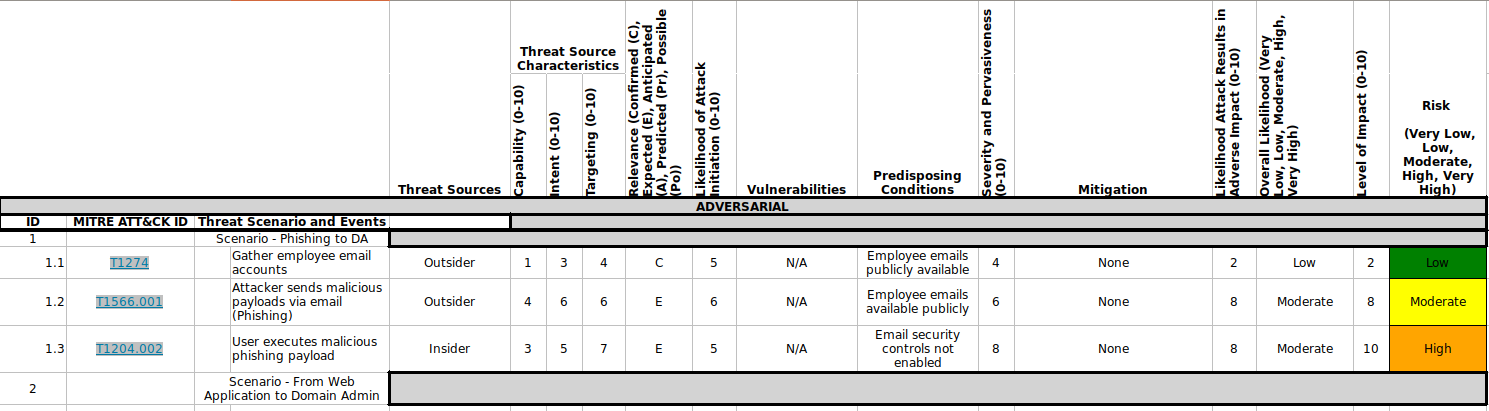 Threat Sources
Threat Source
Characteristics
Capability (0-10)
Intent (0-10)
Targeting (0-10)
Relevance (Confirmed (C),
Expected (E), Anticipated
(A), Predicted (Pr), Possible
(Po))
Likelihood of Attack
Initiation (0-10)
Vulnerabilities
Predisposing
Conditions
Severity and Pervasiveness
(0-10)
Mitigation
Likelihood Attack Results in
Adverse Impact (0-10)
Overall Likelihood (Very
Low, Low, Moderate, High,
Very High)
Level of Impact (0-10)
Risk
(Very Low,
Low,
Moderate,
High, Very
High)
ADVERSARIAL
ID MITRE ATT&CK ID Threat Scenario and Events
1 Scenario - Phishing to DA
1.1 T1274 Gather employee email
accounts
Outsider 1 3 4 C 5 N/A
Employee emails
publicly available
4 None 2 Low 2 Low
1.2 T1566.001 Attacker sends malicious
payloads via email
(Phishing)
Outsider 4 6 6 E 6 N/A
Employee emails
available publicly
6 None 8 Moderate 8 Moderate
1.3 T1204.002 User executes malicious
phishing payload
Insider 3 5 7 E 5 N/A
Email security
controls not
enabled
8 None 8 Moderate 10 High
2 Scenario - From Web
Application to Domain Admin